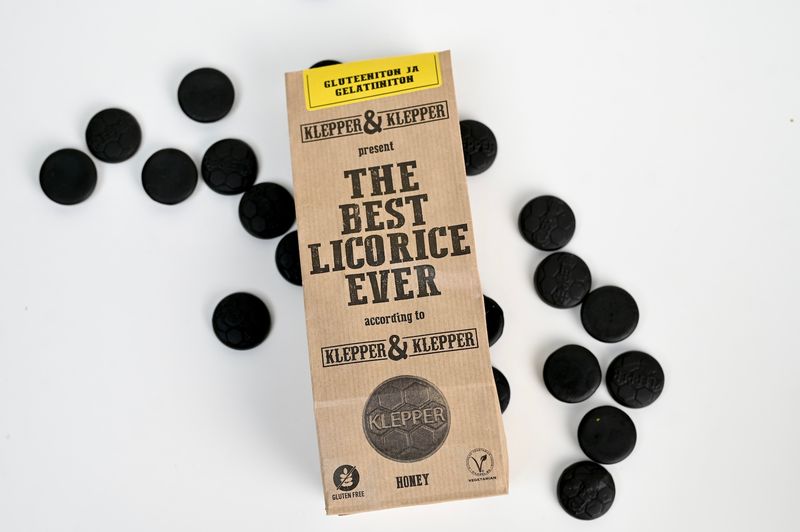 GLUTEENITON JA
GELATIINITON
KLEPPER & KLEPPER
present
THE
BEST
LICORICE
EVER
according to
KLEPPER & KLEPPER
KLEPPER
HONEY
GLUTEN FREE
VEGETARIAN